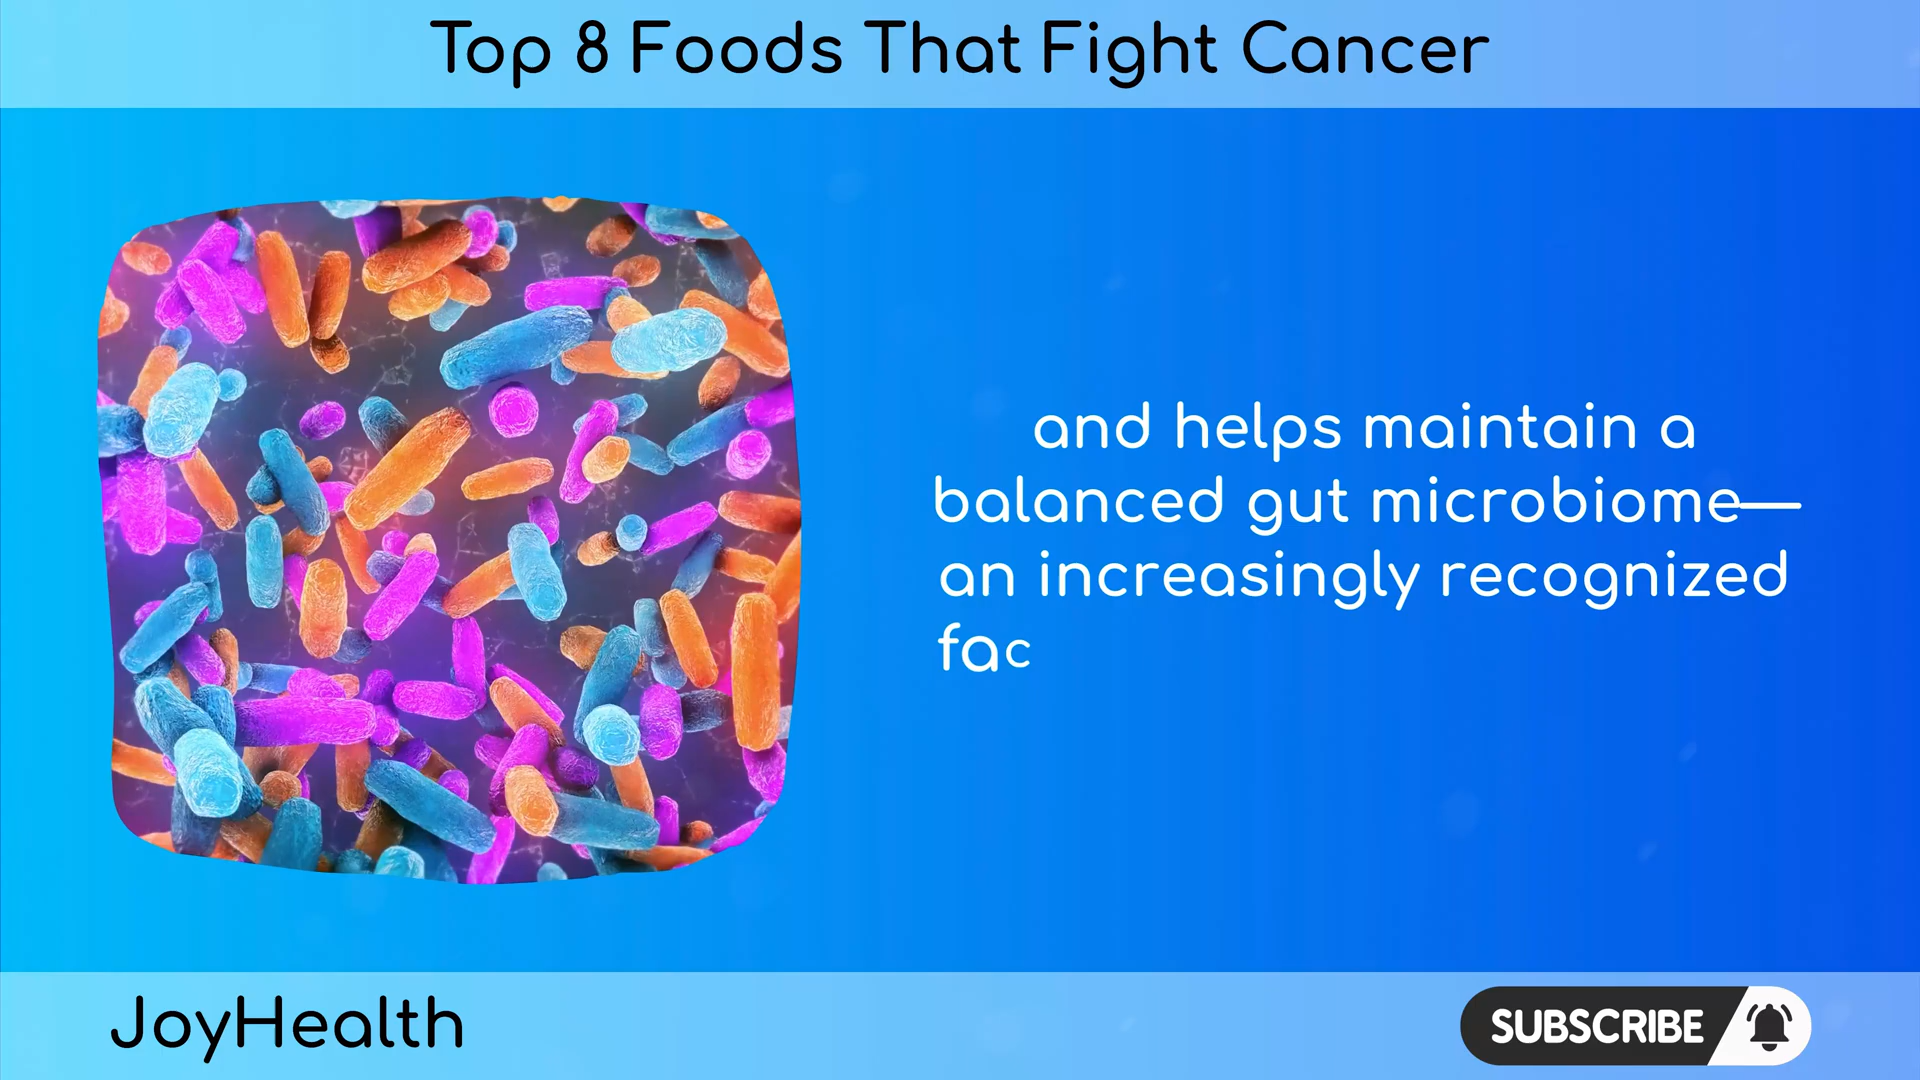 Top 8 Foods That Fight Cancer
and helps maintain a
balanced gut microbiome—
an increasingly recognized
fac
JoyHealth
SUBSCRIBE